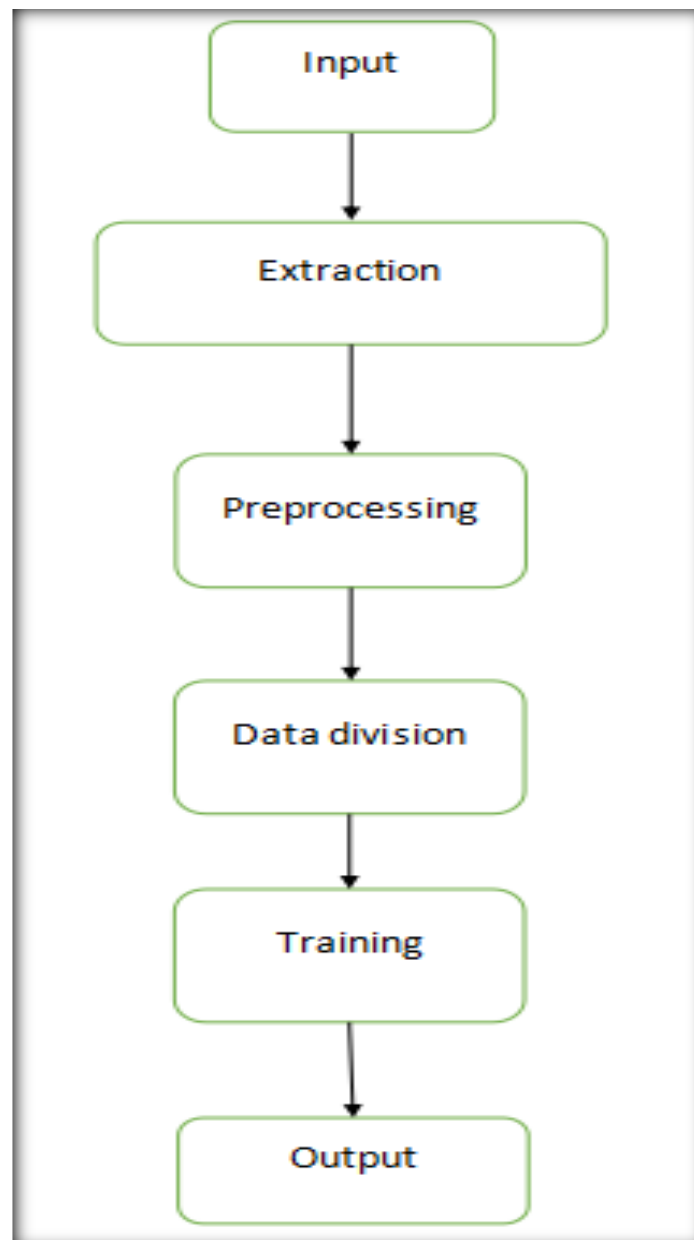 Input
Extraction
Preprocessing
Data division
Training
Output